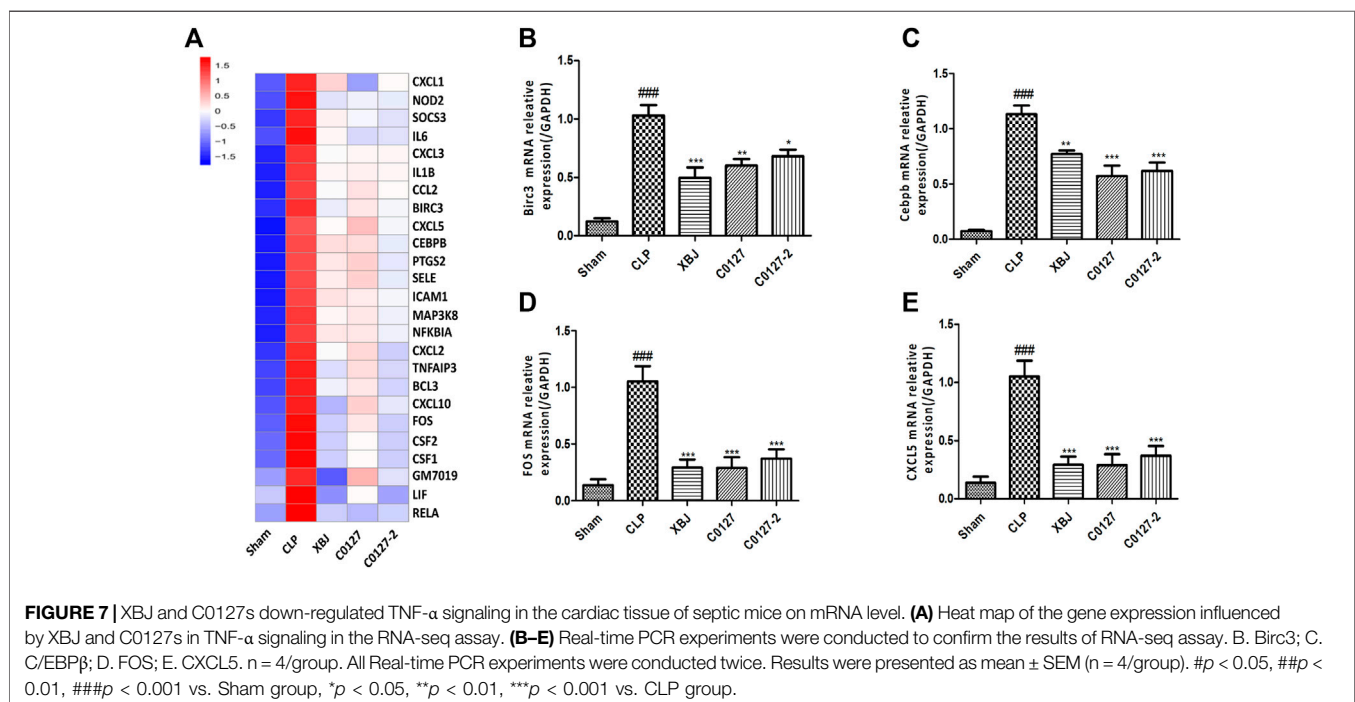 A
1.5
1
0.5
0
−0.5
−1
−1.5
CXCL1
NOD2
SOCS3
IL6
CXCL3
IL1B
CCL2
BIRC3
CXCL5
CEBPB
PTGS2
SELE
ICAM1
MAP3K8
NFKBIA
CXCL2
TNFAIP3
BCL3
CXCL10
FOS
CSF2
CSF1
GM7019
LIF
RELA
Sham
CLP
XBJ
C0127
C0127-2
B
Birc3 mRNA releative
expression(/GAPDH)
1.5
1.0
0.5
0.0
###
***
**
*
Sham
CLP
XBJ
C0127
C0127-2
C
Cebpb mRNA releative
expression(/GAPDH)
1.5
1.0
0.5
0.0
###
**
***
***
Sham
CLP
XBJ
C0127
C0127-2
D
FOS mRNA releative
expression(/GAPDH)
1.5
1.0
0.5
0.0
###
***
***
***
Sham
CLP
XBJ
C0127
C0127-2
E
CXCL5 mRNA releative
expression(/GAPDH)
1.5
1.0
0.5
0.0
###
***
***
***
Sham
CLP
XBJ
C0127
C0127-2
FIGURE 7 | XBJ and C0127s down-regulated TNF-α signaling in the cardiac tissue of septic mice on mRNA level. (A) Heat map of the gene expression influenced
by XBJ and C0127s in TNF-α signaling in the RNA-seq assay. (B–E) Real-time PCR experiments were conducted to confirm the results of RNA-seq assay. B. Birc3; C.
C/EBPβ; D. FOS; E. CXCL5. n = 4/group. All Real-time PCR experiments were conducted twice. Results were presented as mean ± SEM (n = 4/group). #p < 0.05, ##p <
0.01, ###p < 0.001 vs. Sham group, *p < 0.05, **p < 0.01, ***p < 0.001 vs. CLP group.